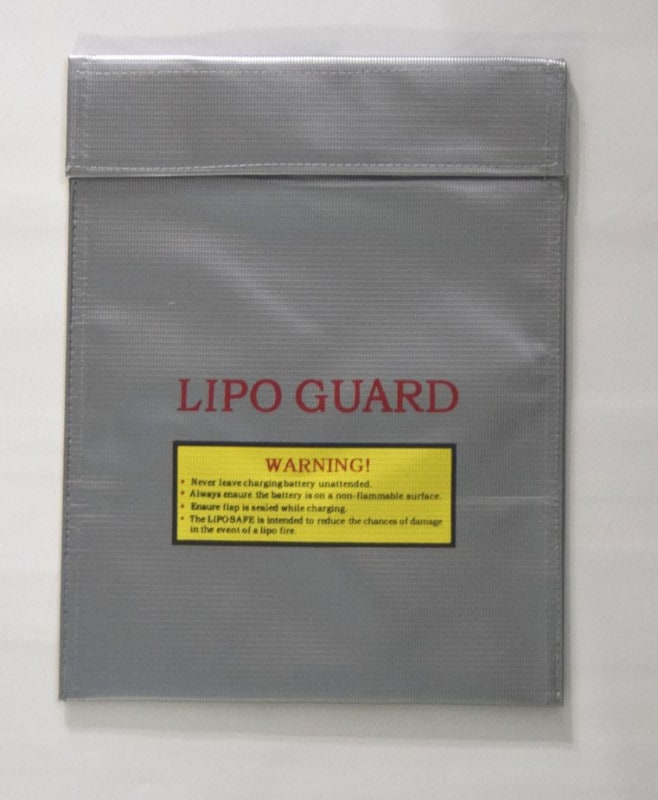 LIPO GUARD
WARNING!
• Never leave charging battery unattended.
• Always ensure the battery is on a non-flammable surface.
• Ensure flap is sealed while charging.
• The LIPOSAFE is intended to reduce the chances of damage
in the event of a lipo fire.